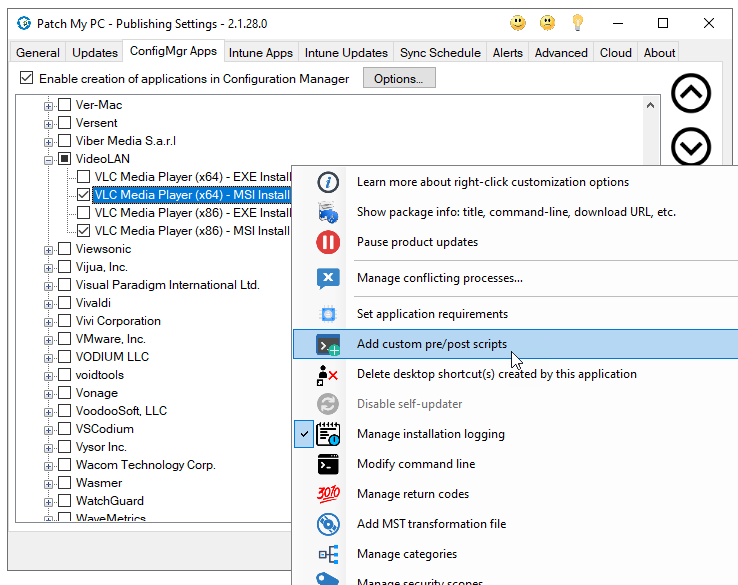 Patch My PC - Publishing Settings - 2.1.28.0
General Updates ConfigMgr Apps Intune Apps Intune Updates Sync Schedule Alerts Advanced Cloud About
Enable creation of applications in Configuration Manager Options...
Ver-Mac
Versent
Viber Media S.a.r.l
VideoLAN
VLC Media Player (x64) - EXE Install
VLC Media Player (x64) - MSI Install
VLC Media Player (x86) - EXE Install
VLC Media Player (x86) - MSI Install
Viewsonic
Vijua, Inc.
Visual Paradigm International Ltd.
Vivaldi
Vivi Corporation
VMware, Inc.
VODIUM LLC
voidtools
Vonage
VoodooSoft, LLC
VSCodium
Vysor Inc.
Wacom Technology Corp.
Wasmer
WatchGuard
WaveMetrics
Learn more about right-click customization options
Show package info: title, command-line, download URL, etc.
Pause product updates
Manage conflicting processes...
Set application requirements
Add custom pre/post scripts
Delete desktop shortcut(s) created by this application
Disable self-updater
Manage installation logging
Modify command line
3010
Manage return codes
Add MST transformation file
Manage categories
Manage security scopes